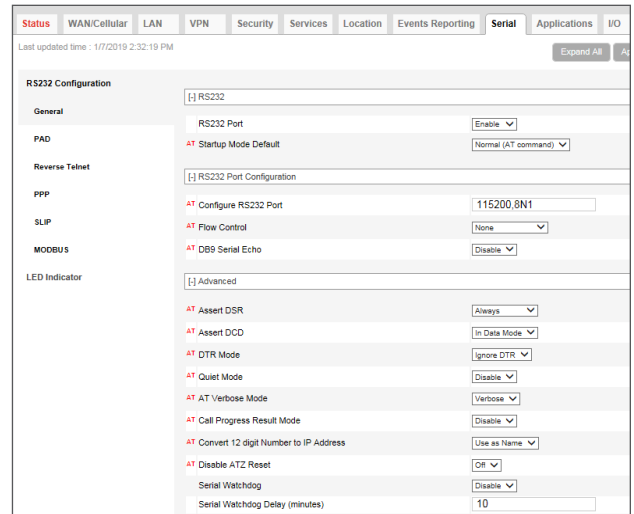 Status WAN/Cellular LAN VPN Security Services Location Events Reporting Serial Applications I/O
Last updated time : 1/7/2019 2:32:19 PM
Expand All
RS232 Configuration
General
PAD
Reverse Telnet
PPP
SLIP
MODBUS
LED Indicator
[-] RS232
RS232 Port Enable
AT Startup Mode Default Normal (AT command)
[-] RS232 Port Configuration
AT Configure RS232 Port 115200,8N1
AT Flow Control None
AT DB9 Serial Echo Disable
[-] Advanced
AT Assert DSR Always
AT Assert DCD In Data Mode
AT DTR Mode Ignore DTR
AT Quiet Mode Disable
AT AT Verbose Mode Verbose
AT Call Progress Result Mode Disable
AT Convert 12 digit Number to IP Address Use as Name
AT Disable ATZ Reset Off
Serial Watchdog Disable
Serial Watchdog Delay (minutes) 10